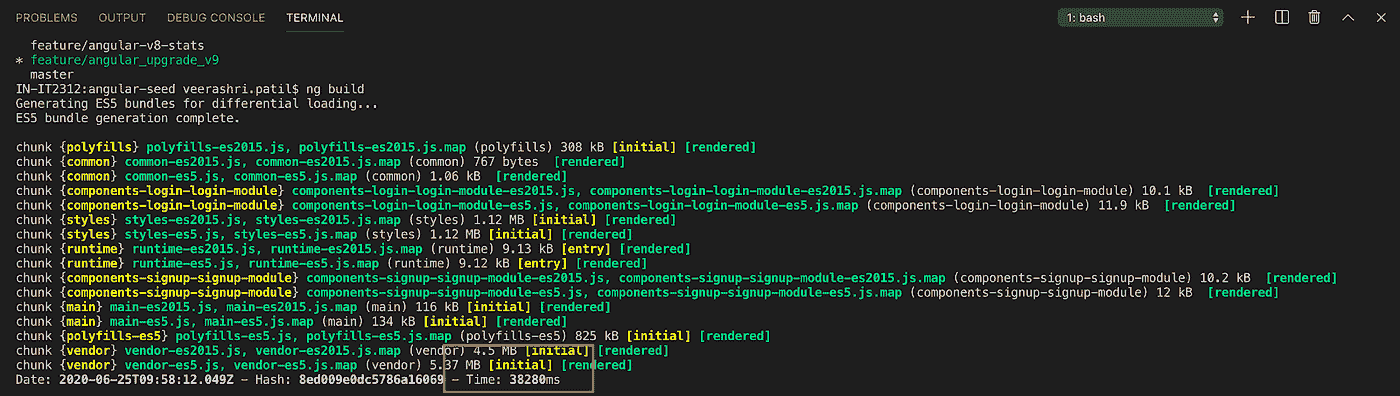 PROBLEMS OUTPUT DEBUG CONSOLE TERMINAL 1: bash
feature/angular-v8-stats
* feature/angular_upgrade_v9
master
IN-IT2312:angular-seed veerashri.patil$ ng build
Generating ES5 bundles for differential loading...
ES5 bundle generation complete.
chunk {polyfills} polyfills-es2015.js, polyfills-es2015.js.map (polyfills) 308 kB [initial] [rendered]
chunk {common} common-es2015.js, common-es2015.js.map (common) 767 bytes [rendered]
chunk {common} common-es5.js, common-es5.js.map (common) 1.06 kB [rendered]
chunk {components-login-login-module} components-login-login-module-es2015.js, components-login-login-module-es2015.js.map (components-login-login-module) 10.1 kB [rendered]
chunk {components-login-login-module} components-login-login-module-es5.js, components-login-login-module-es5.js.map (components-login-login-module) 11.9 kB [rendered]
chunk {styles} styles-es2015.js, styles-es2015.js.map (styles) 1.12 MB [initial] [rendered]
chunk {styles} styles-es5.js, styles-es5.js.map (styles) 1.12 MB [initial] [rendered]
chunk {runtime} runtime-es2015.js, runtime-es2015.js.map (runtime) 9.13 kB [entry] [rendered]
chunk {runtime} runtime-es5.js, runtime-es5.js.map (runtime) 9.12 kB [entry] [rendered]
chunk {components-signup-signup-module} components-signup-signup-module-es2015.js, components-signup-signup-module-es2015.js.map (components-signup-signup-module) 10.2 kB [rendered]
chunk {components-signup-signup-module} components-signup-signup-module-es5.js, components-signup-signup-module-es5.js.map (components-signup-signup-module) 12 kB [rendered]
chunk {main} main-es2015.js, main-es2015.js.map (main) 116 kB [initial] [rendered]
chunk {main} main-es5.js, main-es5.js.map (main) 134 kB [initial] [rendered]
chunk {polyfills-es5} polyfills-es5.js, polyfills-es5.js.map (polyfills-es5) 825 kB [initial] [rendered]
chunk {vendor} vendor-es2015.js, vendor-es2015.js.map (vendor) 4.5 MB [initial] [rendered]
chunk {vendor} vendor-es5.js, vendor-es5.js.map (vendor) 5.37 MB [initial] [rendered]
Date: 2020-06-25T09:58:12.049Z - Hash: 8ed009e0dc5786a16069 - Time: 38280ms